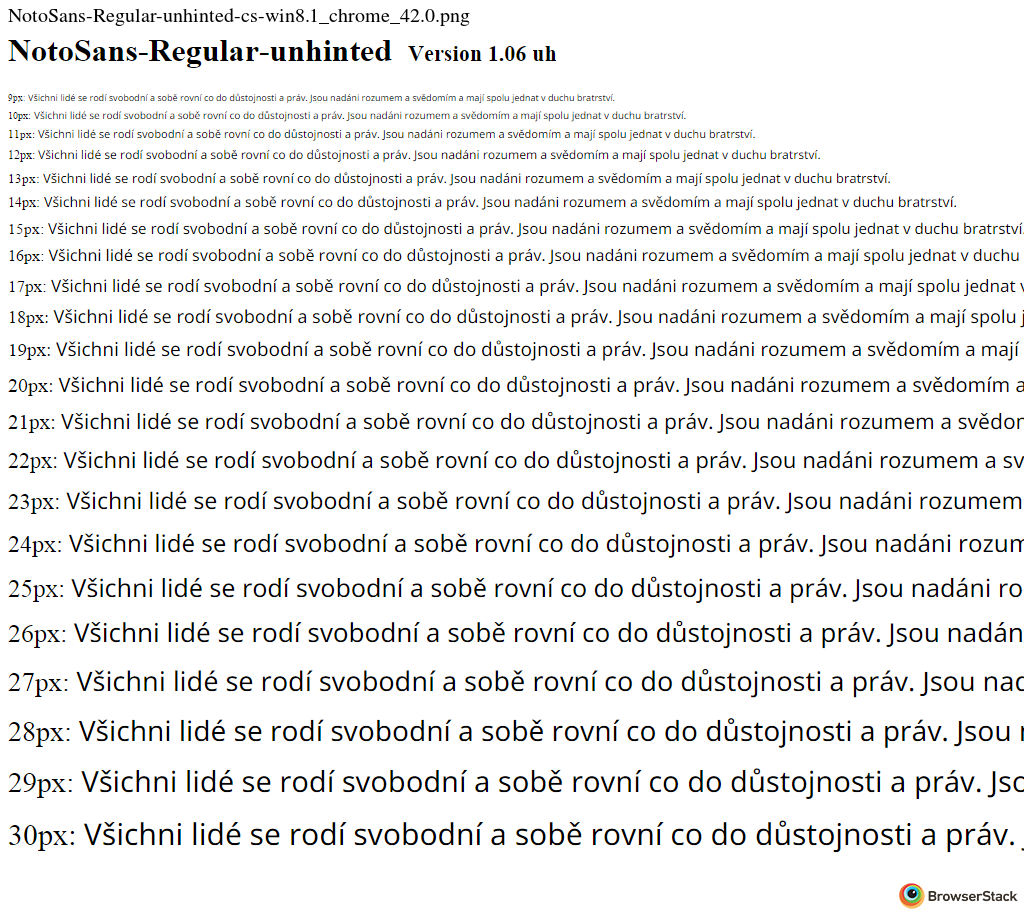 NotoSans-Regular-unhinted-cs-win8.1_chrome_42.0.png
NotoSans-Regular-unhinted Version 1.06 uh
9px: Všichni lidé se rodí svobodní a sobě rovní co do důstojnosti a práv. Jsou nadáni rozumem a svědomím a mají spolu jednat v duchu bratrství.
10px: Všichni lidé se rodí svobodní a sobě rovní co do důstojnosti a práv. Jsou nadáni rozumem a svědomím a mají spolu jednat v duchu bratrství.
11px: Všichni lidé se rodí svobodní a sobě rovní co do důstojnosti a práv. Jsou nadáni rozumem a svědomím a mají spolu jednat v duchu bratrství.
12px: Všichni lidé se rodí svobodní a sobě rovní co do důstojnosti a práv. Jsou nadáni rozumem a svědomím a mají spolu jednat v duchu bratrství.
13px: Všichni lidé se rodí svobodní a sobě rovní co do důstojnosti a práv. Jsou nadáni rozumem a svědomím a mají spolu jednat v duchu bratrství.
14px: Všichni lidé se rodí svobodní a sobě rovní co do důstojnosti a práv. Jsou nadáni rozumem a svědomím a mají spolu jednat v duchu bratrství.
15px: Všichni lidé se rodí svobodní a sobě rovní co do důstojnosti a práv. Jsou nadáni rozumem a svědomím a mají spolu jednat v duchu bratrství.
16px: Všichni lidé se rodí svobodní a sobě rovní co do důstojnosti a práv. Jsou nadáni rozumem a svědomím a mají spolu jednat v duchu
17px: Všichni lidé se rodí svobodní a sobě rovní co do důstojnosti a práv. Jsou nadáni rozumem a svědomím a mají spolu jednat v
18px: Všichni lidé se rodí svobodní a sobě rovní co do důstojnosti a práv. Jsou nadáni rozumem a svědomím a mají spolu j
19px: Všichni lidé se rodí svobodní a sobě rovní co do důstojnosti a práv. Jsou nadáni rozumem a svědomím a mají
20px: Všichni lidé se rodí svobodní a sobě rovní co do důstojnosti a práv. Jsou nadáni rozumem a svědomím a
21px: Všichni lidé se rodí svobodní a sobě rovní co do důstojnosti a práv. Jsou nadáni rozumem a svědom
22px: Všichni lidé se rodí svobodní a sobě rovní co do důstojnosti a práv. Jsou nadáni rozumem a sv
23px: Všichni lidé se rodí svobodní a sobě rovní co do důstojnosti a práv. Jsou nadáni rozumem
24px: Všichni lidé se rodí svobodní a sobě rovní co do důstojnosti a práv. Jsou nadáni rozum
25px: Všichni lidé se rodí svobodní a sobě rovní co do důstojnosti a práv. Jsou nadáni ro
26px: Všichni lidé se rodí svobodní a sobě rovní co do důstojnosti a práv. Jsou nadán
27px: Všichni lidé se rodí svobodní a sobě rovní co do důstojnosti a práv. Jsou nad
28px: Všichni lidé se rodí svobodní a sobě rovní co do důstojnosti a práv. Jsou
29px: Všichni lidé se rodí svobodní a sobě rovní co do důstojnosti a práv. Jso
30px: Všichni lidé se rodí svobodní a sobě rovní co do důstojnosti a práv.
BrowserStack